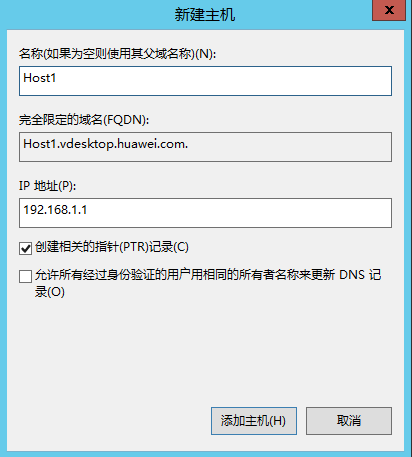 新建主机
x
名称(如果为空则使用其父域名称)(N):
Host1
完全限定的域名(FQDN):
Host1.vdesktop.huawei.com.
IP 地址(P):
192.168.1.1
创建相关的指针(PTR)记录(C)
允许所有经过身份验证的用户用相同的所有者名称来更新 DNS 记
录(O)
添加主机(H)
取消